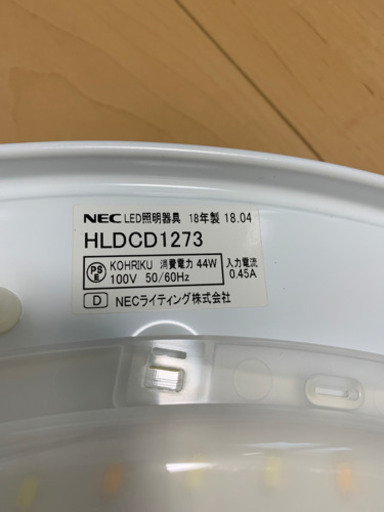 NEC LED照明器具 18年製 18.04
HLDCD1273
PSE KOHRIKU 消費電力 44W 入力電流
100V 50/60Hz 0.45A
D NECライティング株式会社